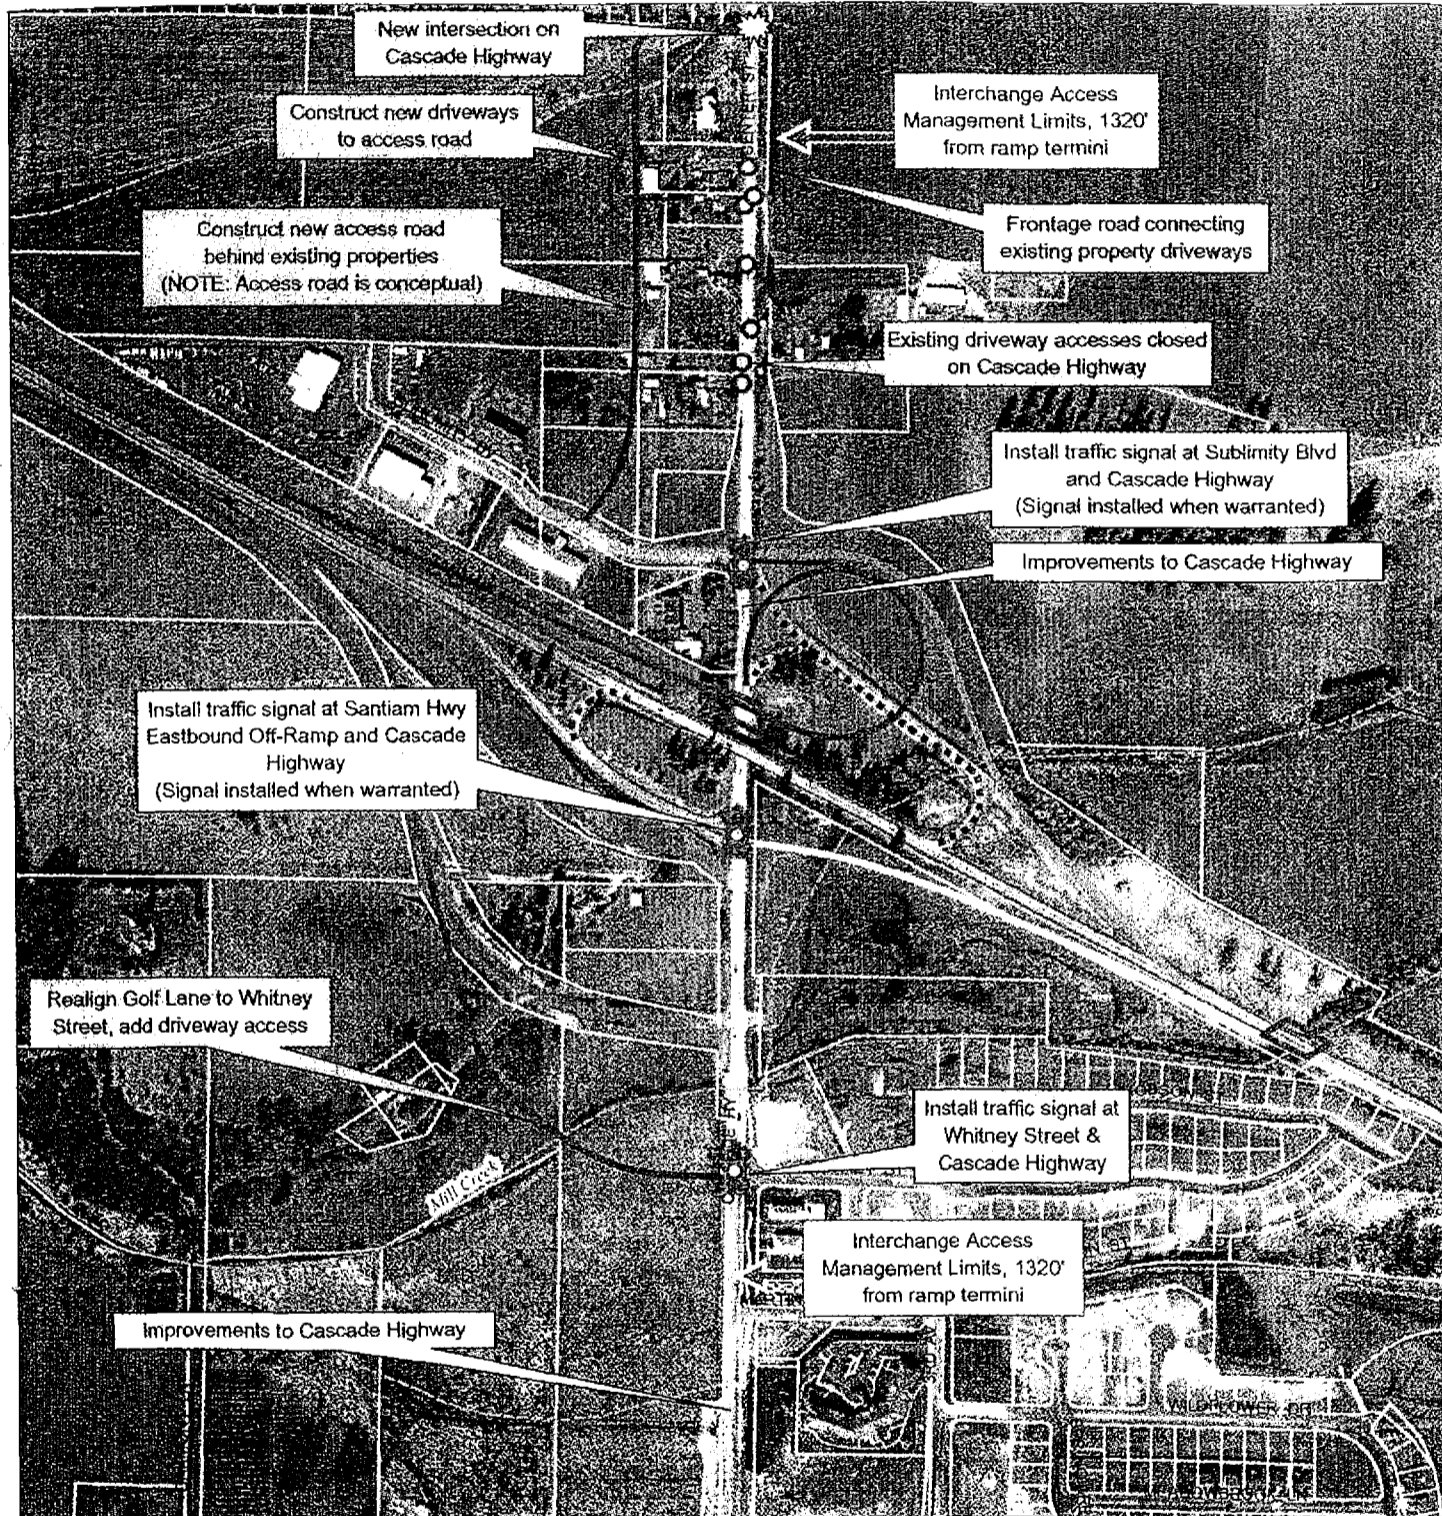 New intersection on
Cascade Highway
Construct new driveways
to access road
Interchange Access
Management Limits, 1320'
from ramp termini
CENTER ST
Construct new access road
behind existing properties
(NOTE: Access road is conceptual)
Frontage road connecting
existing property driveways
Existing driveway accesses closed
on Cascade Highway
Install traffic signal at Sublimity Blvd
and Cascade Highway
(Signal installed when warranted)
Improvements to Cascade Highway
Install traffic signal at Santiam Hwy
Eastbound Off-Ramp and Cascade
Highway
(Signal installed when warranted)
Realign Golf Lane to Whitney
Street, add driveway access
Install traffic signal at
Whitney Street &
Cascade Highway
Mill Creek
Interchange Access
Management Limits, 1320'
from ramp termini
Improvements to Cascade Highway
WILDFLOWER DR